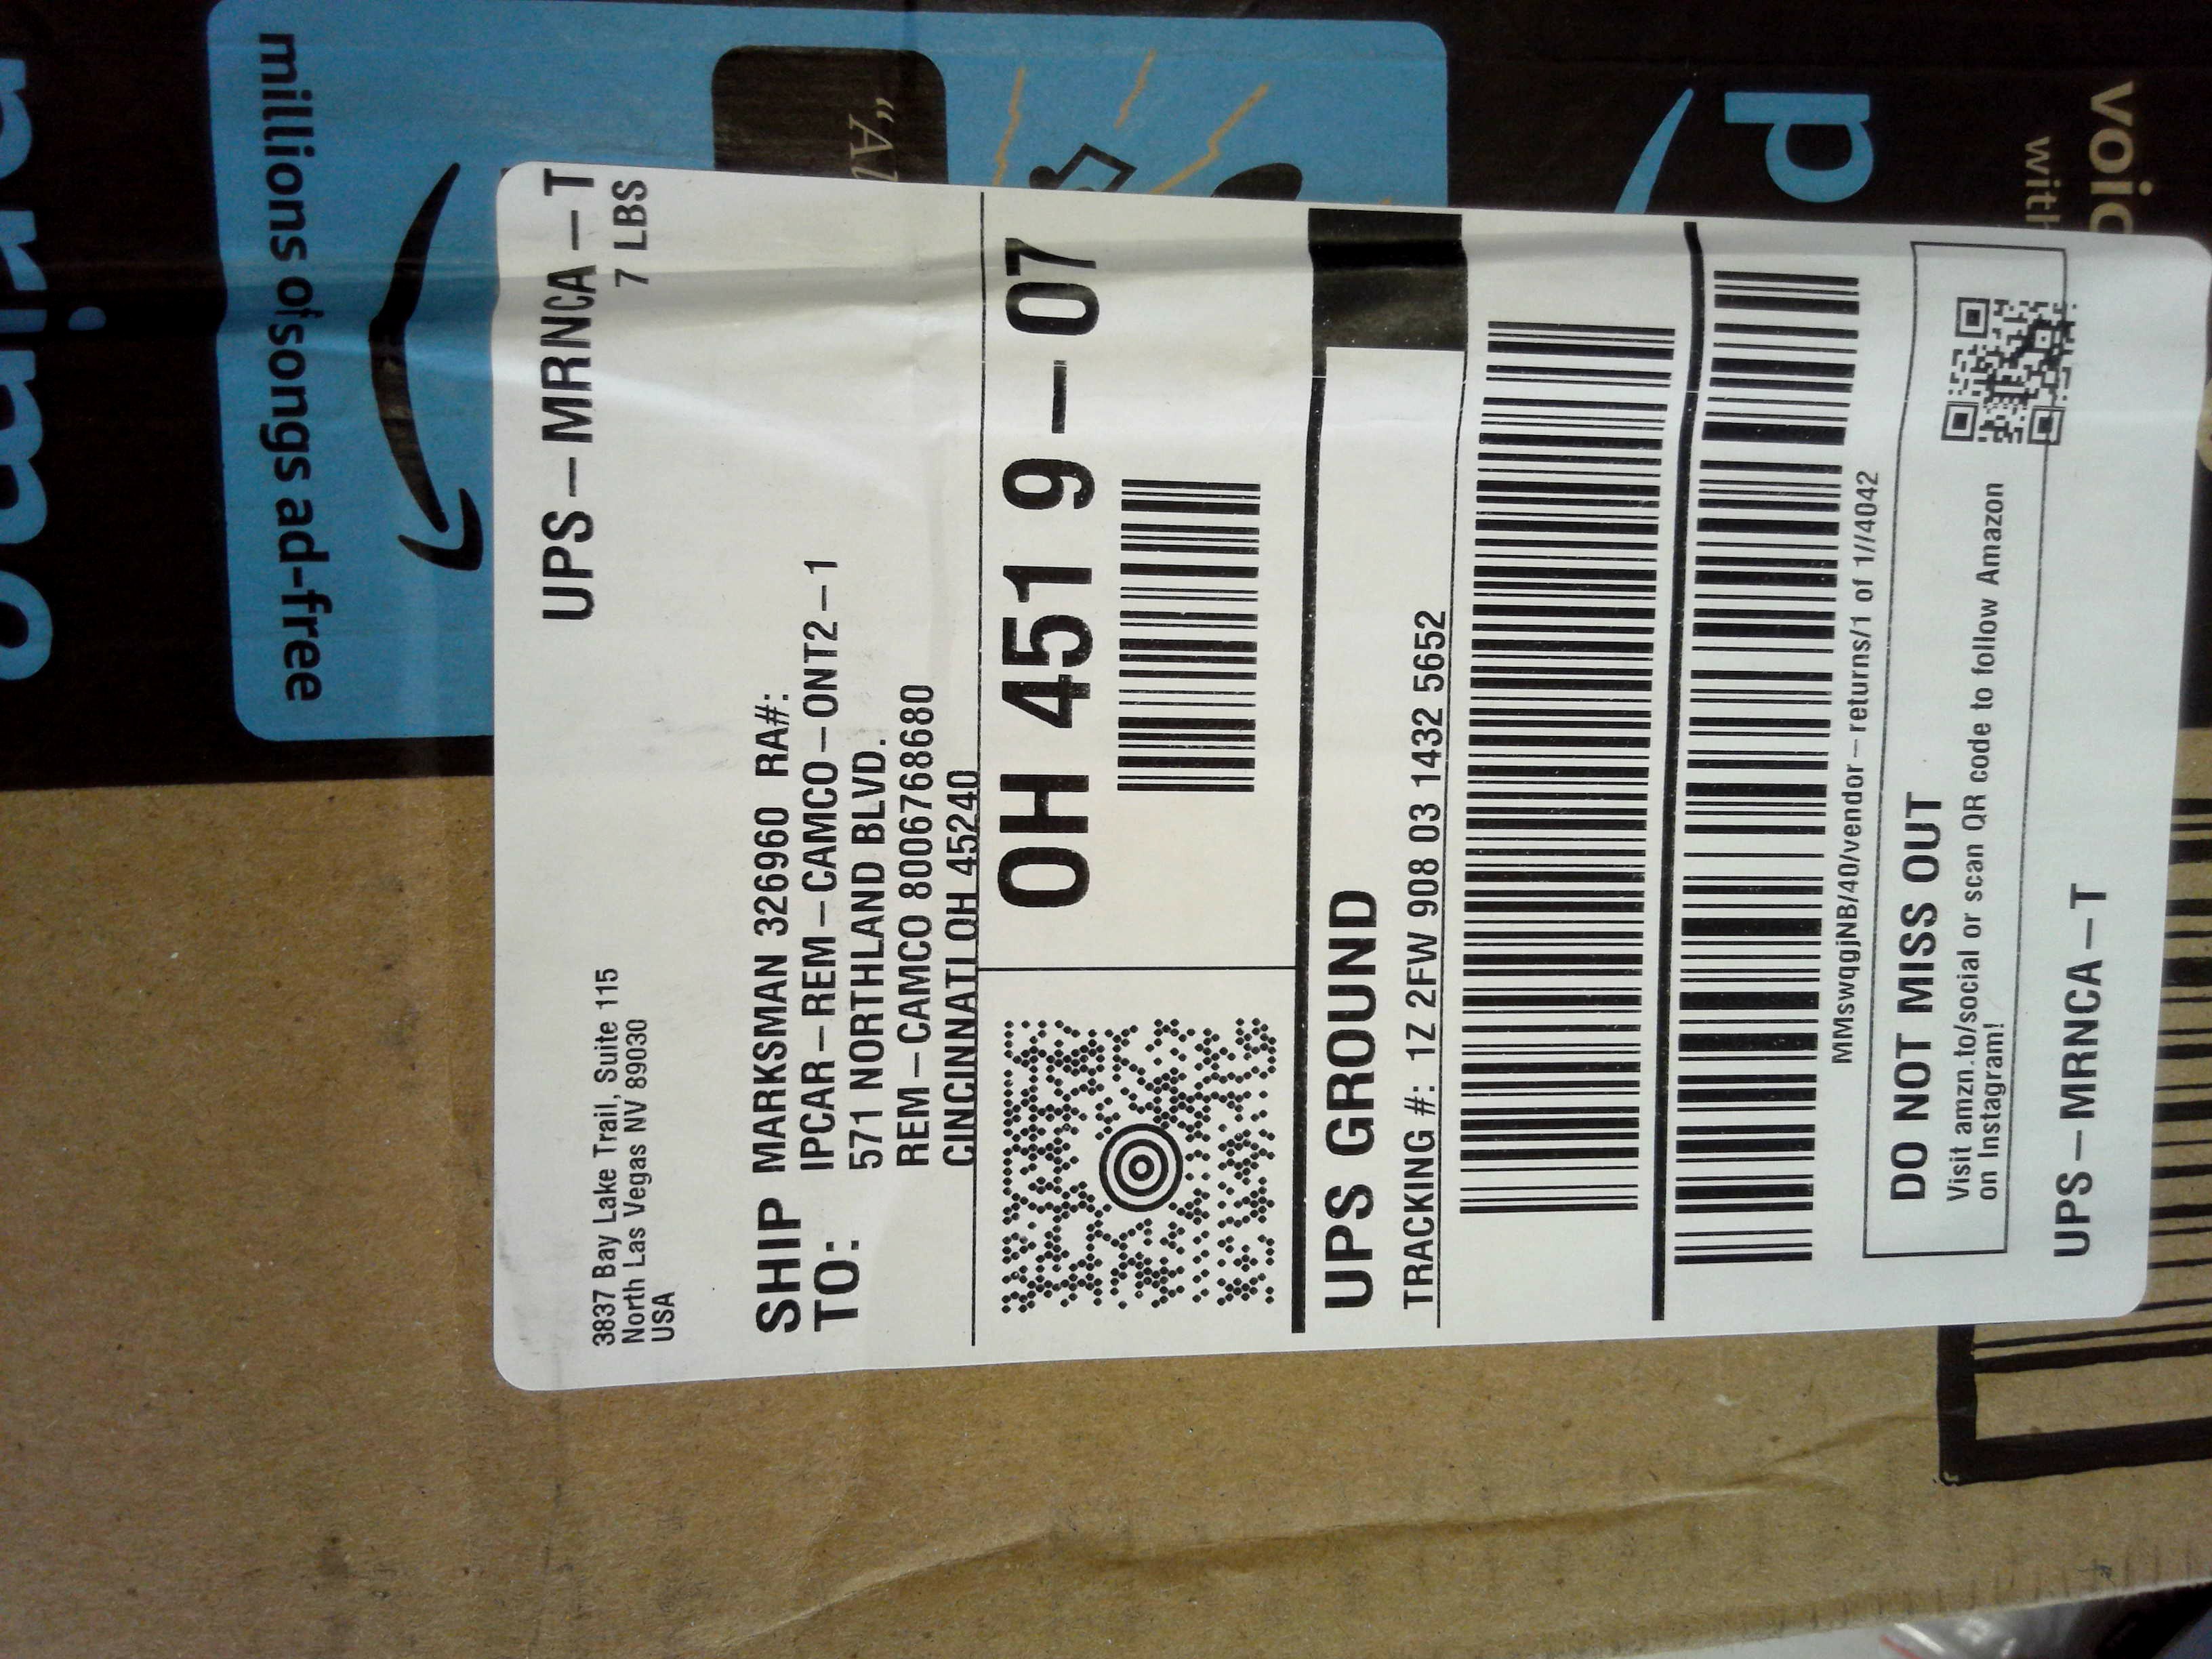 UPS-MRNCA-T
7 LBS
3837 Bay Lake Trail, Suite 115
North Las Vegas NV 89030
USA
SHIP TO:
MARKSMAN 326960 RA#:
IPCAR-REM-CAMCO-ONT2-1
571 NORTHLAND BLVD.
REM-CAMCO 8006768680
CINCINNATI OH 45240
OH 451 9-07
UPS GROUND
TRACKING #: 1Z 2FW 908 03 1432 5652
MMswqgjNB/40/vendor-returns/1 of 1//4042
DO NOT MISS OUT
Visit amzn.to/social or scan QR code to follow Amazon
on Instagram!
UPS-MRNCA-T
millions of songs ad-free
"Al
p
with